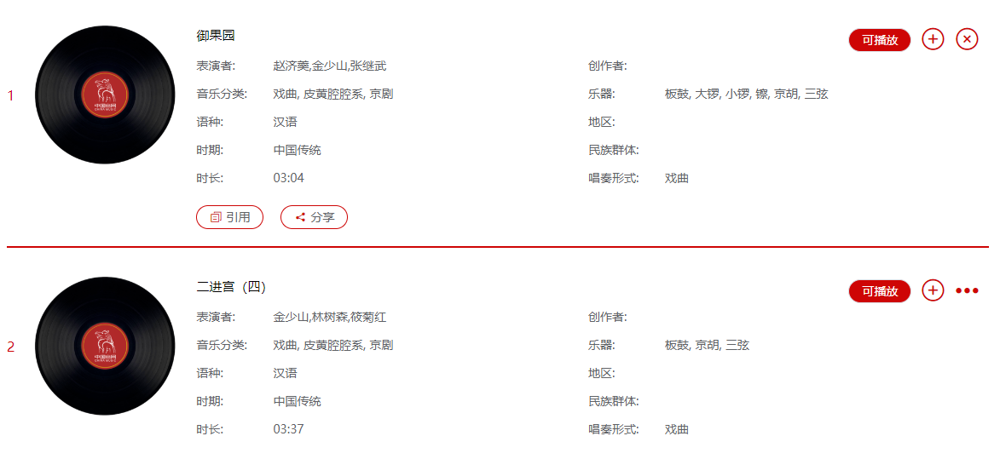 御果园
可播放
表演者: 赵济羹,金少山,张继武 创作者:
音乐分类: 戏曲, 皮黄腔腔系, 京剧 乐器: 板鼓, 大锣, 小锣, 镲, 京胡, 三弦
1
语种: 汉语 地区:
时期: 中国传统 民族群体:
时长: 03:04 唱奏形式: 戏曲
引用 分享
二进宫（四）
可播放
表演者: 金少山,林树森,筱菊红 创作者:
音乐分类: 戏曲, 皮黄腔腔系, 京剧 乐器: 板鼓, 京胡, 三弦
2
语种: 汉语 地区:
时期: 中国传统 民族群体:
时长: 03:37 唱奏形式: 戏曲